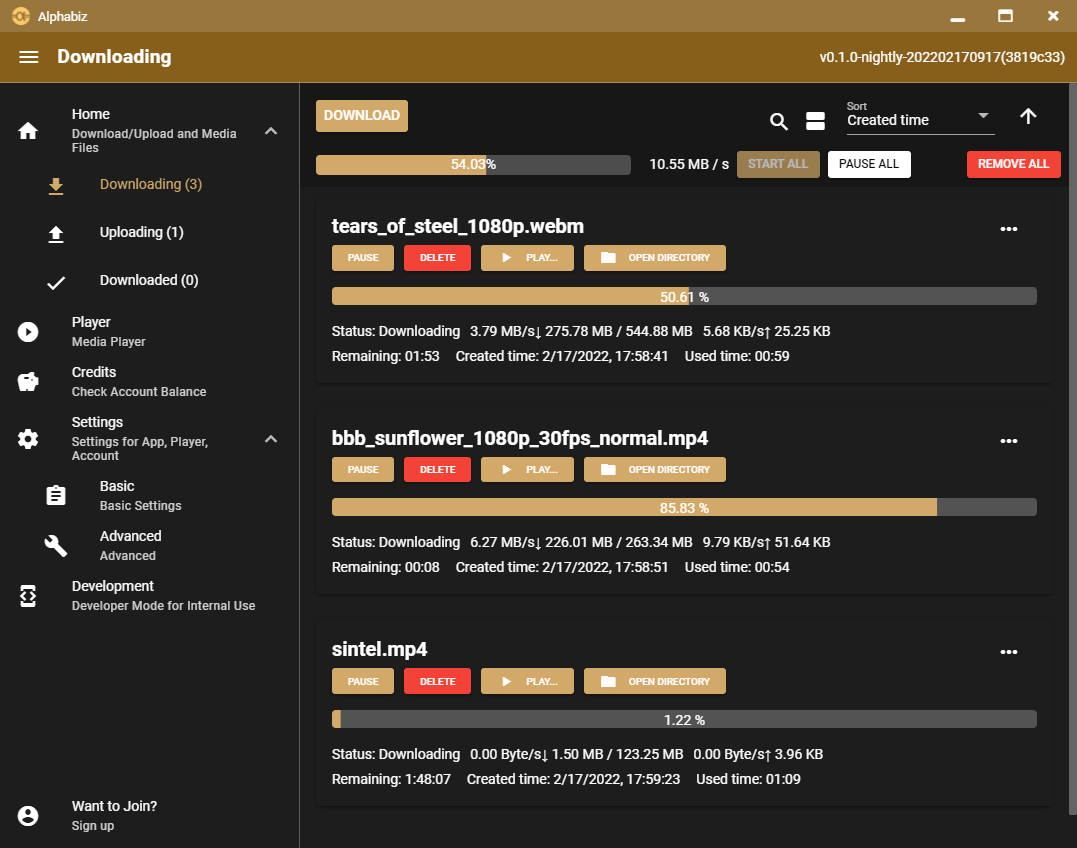 Alphabiz
Downloading
v0.1.0-nightly-202202170917(3819c33)
Home
Download/Upload and Media
Files
Downloading (3)
Uploading (1)
Downloaded (0)
Player
Media Player
Credits
Check Account Balance
Settings
Settings for App, Player,
Account
Basic
Basic Settings
Advanced
Advanced
Development
Developer Mode for Internal Use
Want to Join?
Sign up
DOWNLOAD
Sort
Created time
54.03%
10.55 MB / s
START ALL
PAUSE ALL
REMOVE ALL
tears_of_steel_1080p.webm
PAUSE DELETE PLAY... OPEN DIRECTORY
50.61 %
Status: Downloading 3.79 MB/s↓ 275.78 MB / 544.88 MB 5.68 KB/s↑ 25.25 KB
Remaining: 01:53 Created time: 2/17/2022, 17:58:41 Used time: 00:59
bbb_sunflower_1080p_30fps_normal.mp4
PAUSE DELETE PLAY... OPEN DIRECTORY
85.83 %
Status: Downloading 6.27 MB/s↓ 226.01 MB / 263.34 MB 9.79 KB/s↑ 51.64 KB
Remaining: 00:08 Created time: 2/17/2022, 17:58:51 Used time: 00:54
sintel.mp4
PAUSE DELETE PLAY... OPEN DIRECTORY
1.22 %
Status: Downloading 0.00 Byte/s↓ 1.50 MB / 123.25 MB 0.00 Byte/s↑ 3.96 KB
Remaining: 1:48:07 Created time: 2/17/2022, 17:59:23 Used time: 01:09